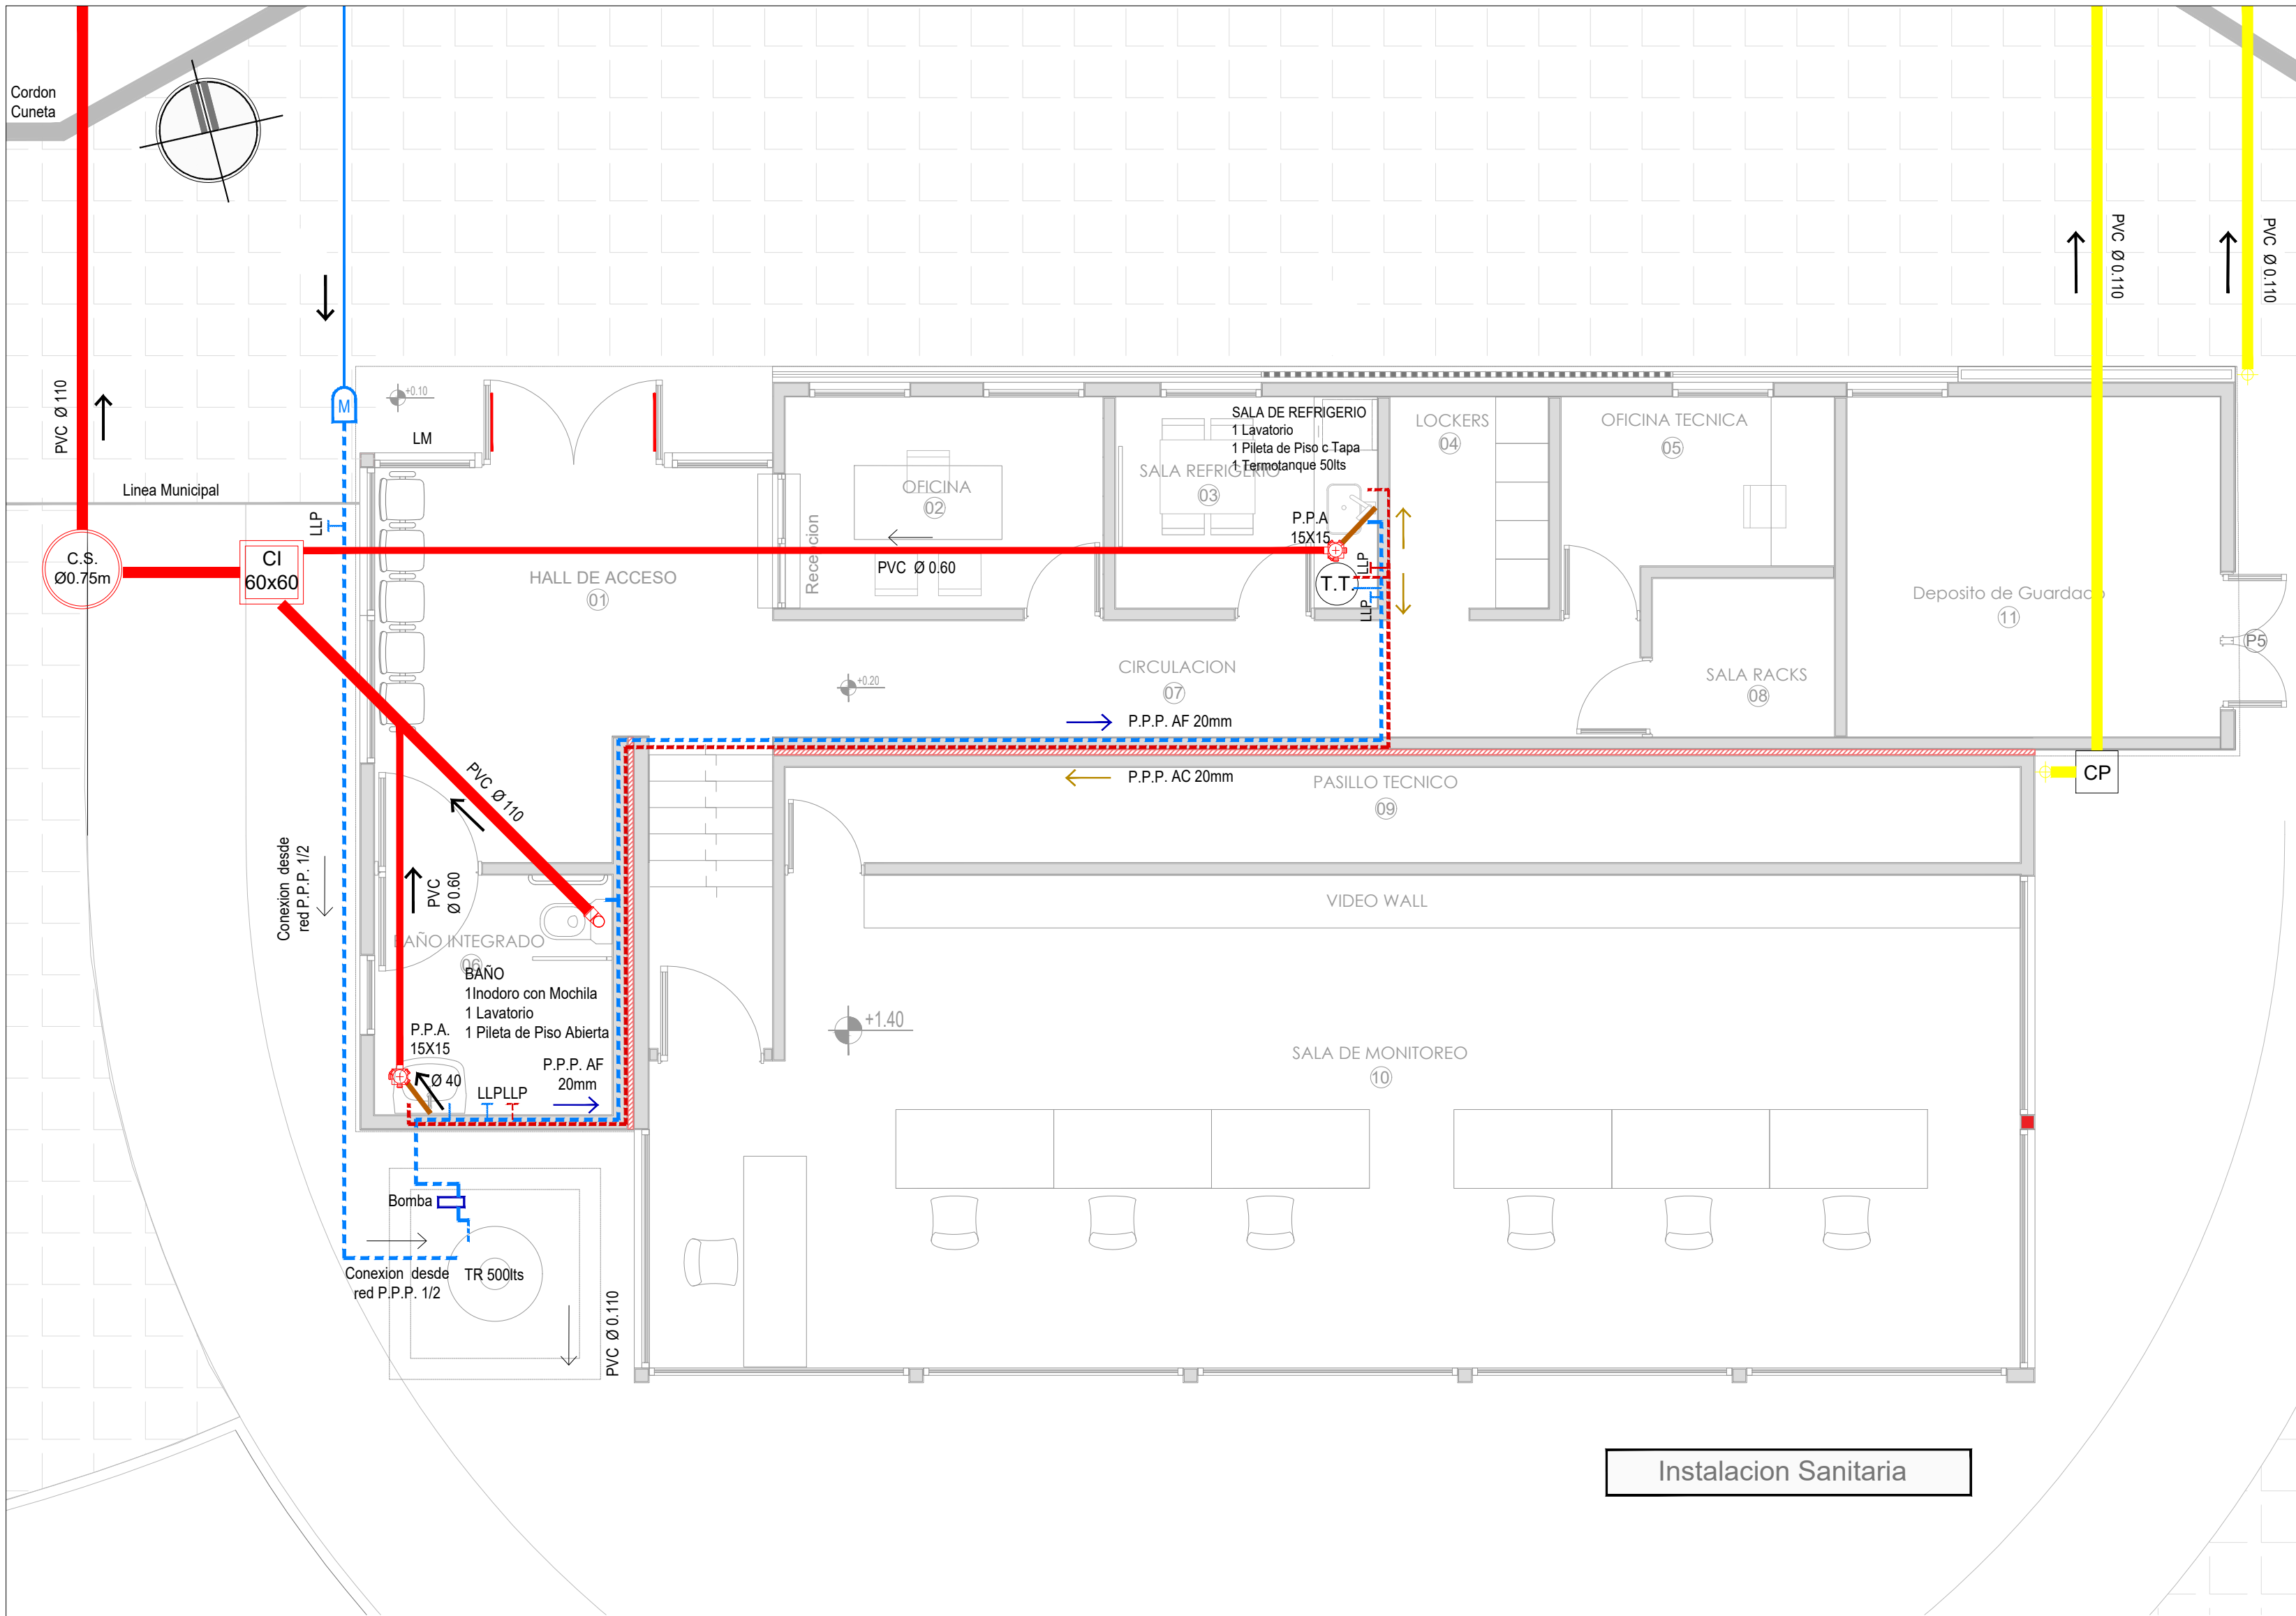 Cordon
Cuneta
PVC Ø 110
PVC Ø 0.110
PVC Ø 0.110
M
+0.10
LM
Linea Municipal
LLP
C.S.
Ø0.75m
CI
60x60
HALL DE ACCESO
01
Recepcion
OFICINA
02
PVC Ø 0.60
SALA REFRIGERIO
03
SALA DE REFRIGERIO
1 Lavatorio
1 Pileta de Piso c Tapa
1 Termotanque 50lts
P.P.A
15X15
T.T.
LLP
LLP
LOCKERS
04
OFICINA TECNICA
05
Deposito de Guardado
11
P5
SALA RACKS
08
CIRCULACION
07
+0.20
P.P.P. AF 20mm
P.P.P. AC 20mm
PASILLO TECNICO
09
CP
PVC Ø 110
Conexion desde
red P.P.P. 1/2
PVC
Ø 0.60
VIDEO WALL
BAÑO INTEGRADO
06
BAÑO
1Inodoro con Mochila
1 Lavatorio
1 Pileta de Piso Abierta
P.P.A.
15X15
Ø 40
LLPLLP
P.P.P. AF
20mm
+1.40
SALA DE MONITOREO
10
Bomba
Conexion desde
red P.P.P. 1/2
TR 500lts
PVC Ø 0.110
Instalacion Sanitaria